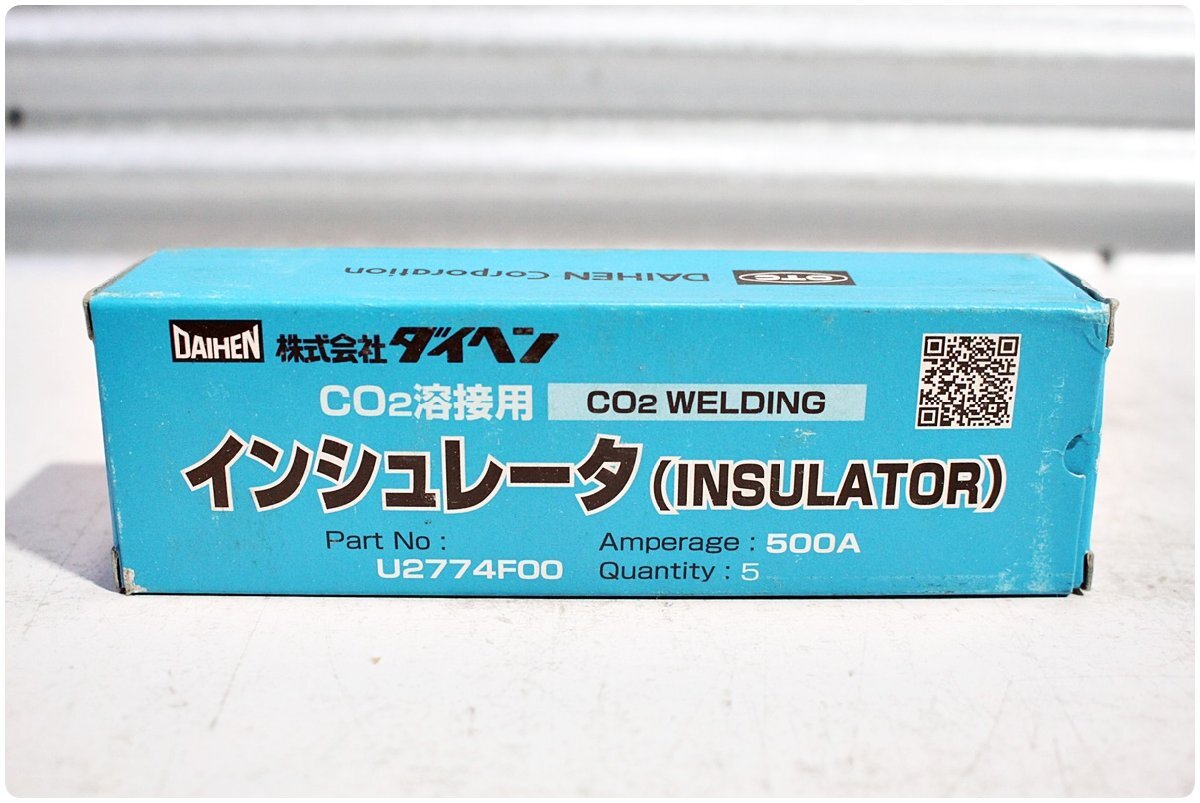 DAIHEN Corporation OTC
DAIHEN 株式会社ダイヘン
CO2溶接用 CO2 WELDING
インシュレータ (INSULATOR)
Part No : Amperage : 500A
U2774F00 Quantity : 5